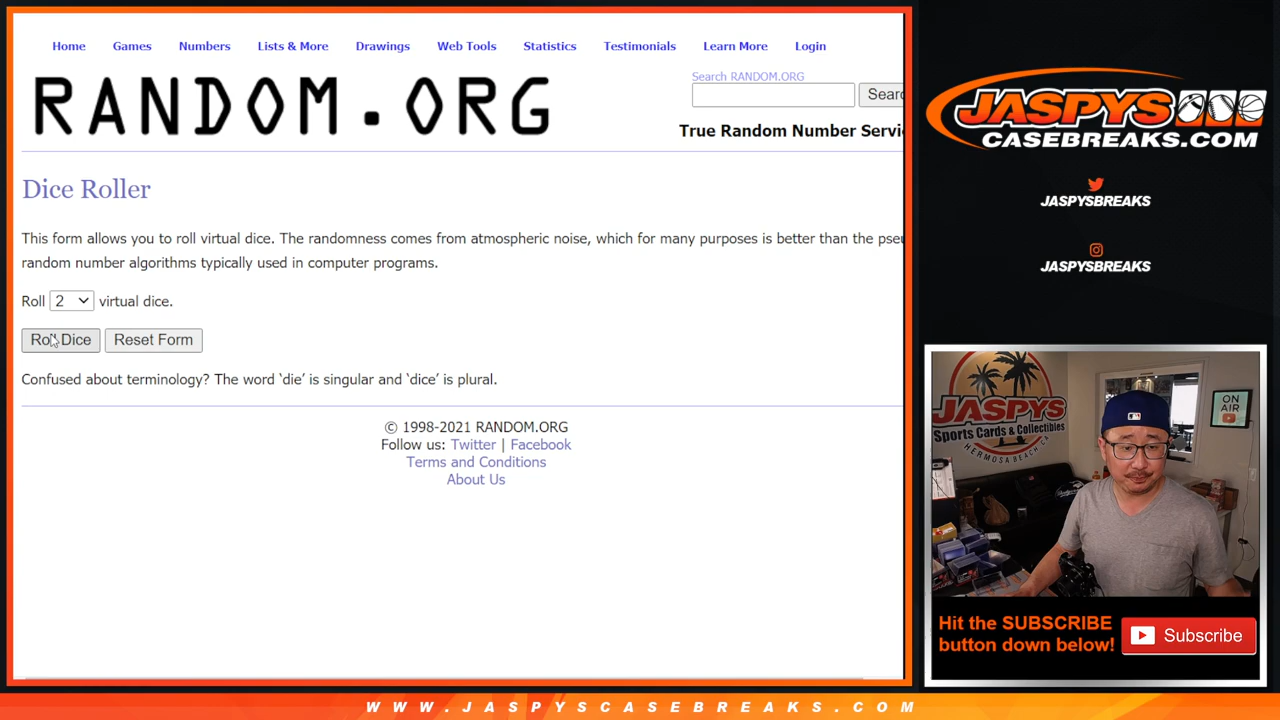 Home Games Numbers Lists & More Drawings Web Tools Statistics Testimonials Learn More Login
RANDOM.ORG
Search RANDOM.ORG
Sear
True Random Number Servi
Dice Roller
This form allows you to roll virtual dice. The randomness comes from atmospheric noise, which for many purposes is better than the pseu
random number algorithms typically used in computer programs.
Roll 2 virtual dice.
Roll Dice Reset Form
Confused about terminology? The word ‘die’ is singular and ‘dice’ is plural.
© 1998-2021 RANDOM.ORG
Follow us: Twitter | Facebook
Terms and Conditions
About Us
JASPYS
CASEBREAKS.COM
JASPYSBREAKS
JASPYSBREAKS
JASPYS
Sports Cards & Collectibles
HERMOSA BEACH, CA
ON
AIR
Hit the SUBSCRIBE
button down below!
Subscribe
WWW.JASPYSCASEBREAKS.COM